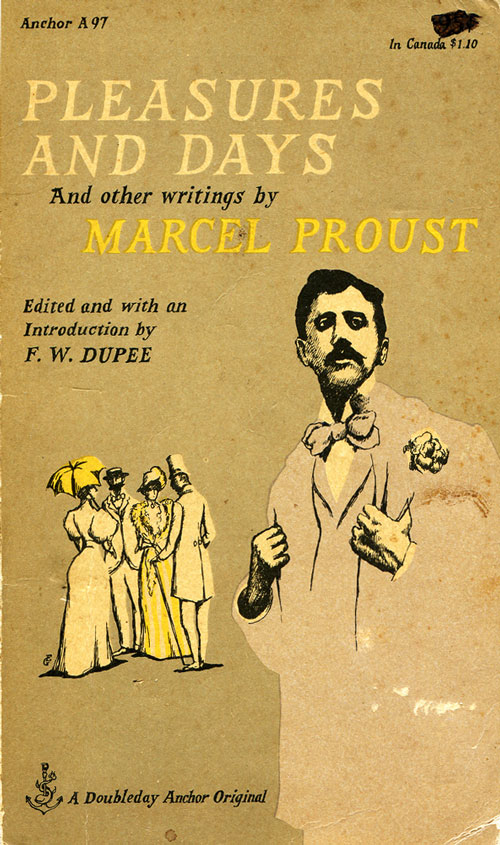 Anchor A 97
In Canada $1.10
PLEASURES
AND DAYS
And other writings by
MARCEL PROUST
Edited and with an
Introduction by
F. W. DUPEE
A Doubleday Anchor Original